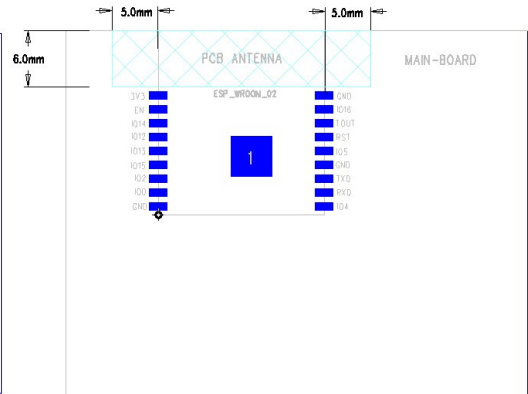 5.0mm 5.0mm
6.0mm
PCB ANTENNA MAIN-BOARD
ESP_WROOM_02
3V3 GND
EN IO16
IO14 TOUT
IO12 RST
IO13 IO5
IO15 GND
IO2 TXD
IO0 RXD
GND IO4
1